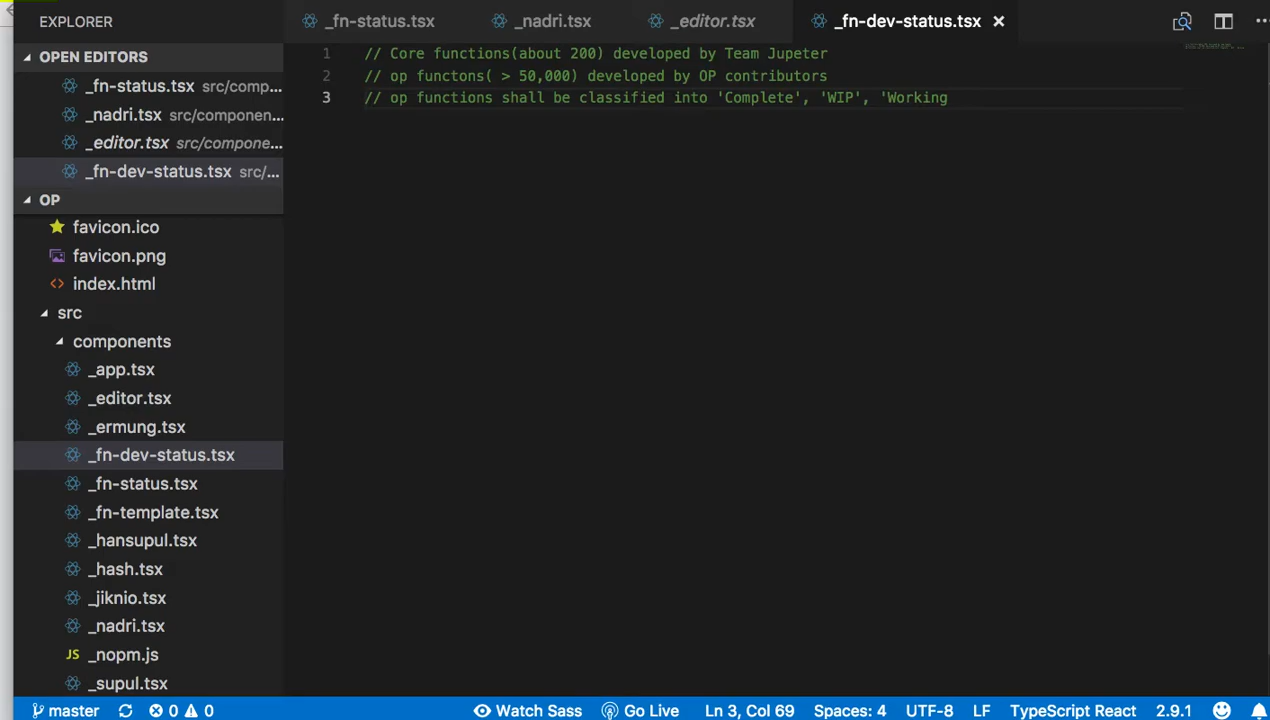 EXPLORER
_fn-status.tsx
_nadri.tsx
_editor.tsx
_fn-dev-status.tsx
OPEN EDITORS
_fn-status.tsx src/comp...
_nadri.tsx src/componen...
_editor.tsx src/compone...
_fn-dev-status.tsx src/...
OP
favicon.ico
favicon.png
index.html
src
components
_app.tsx
_editor.tsx
_ermung.tsx
_fn-dev-status.tsx
_fn-status.tsx
_fn-template.tsx
_hansupul.tsx
_hash.tsx
_jiknio.tsx
_nadri.tsx
JS _nopm.js
_supul.tsx
1 // Core functions(about 200) developed by Team Jupeter
2 // op functons( > 50,000) developed by OP contributors
3 // op functions shall be classified into 'Complete', 'WIP', 'Working
master 0 0 Watch Sass Go Live Ln 3, Col 69 Spaces: 4 UTF-8 LF TypeScript React 2.9.1